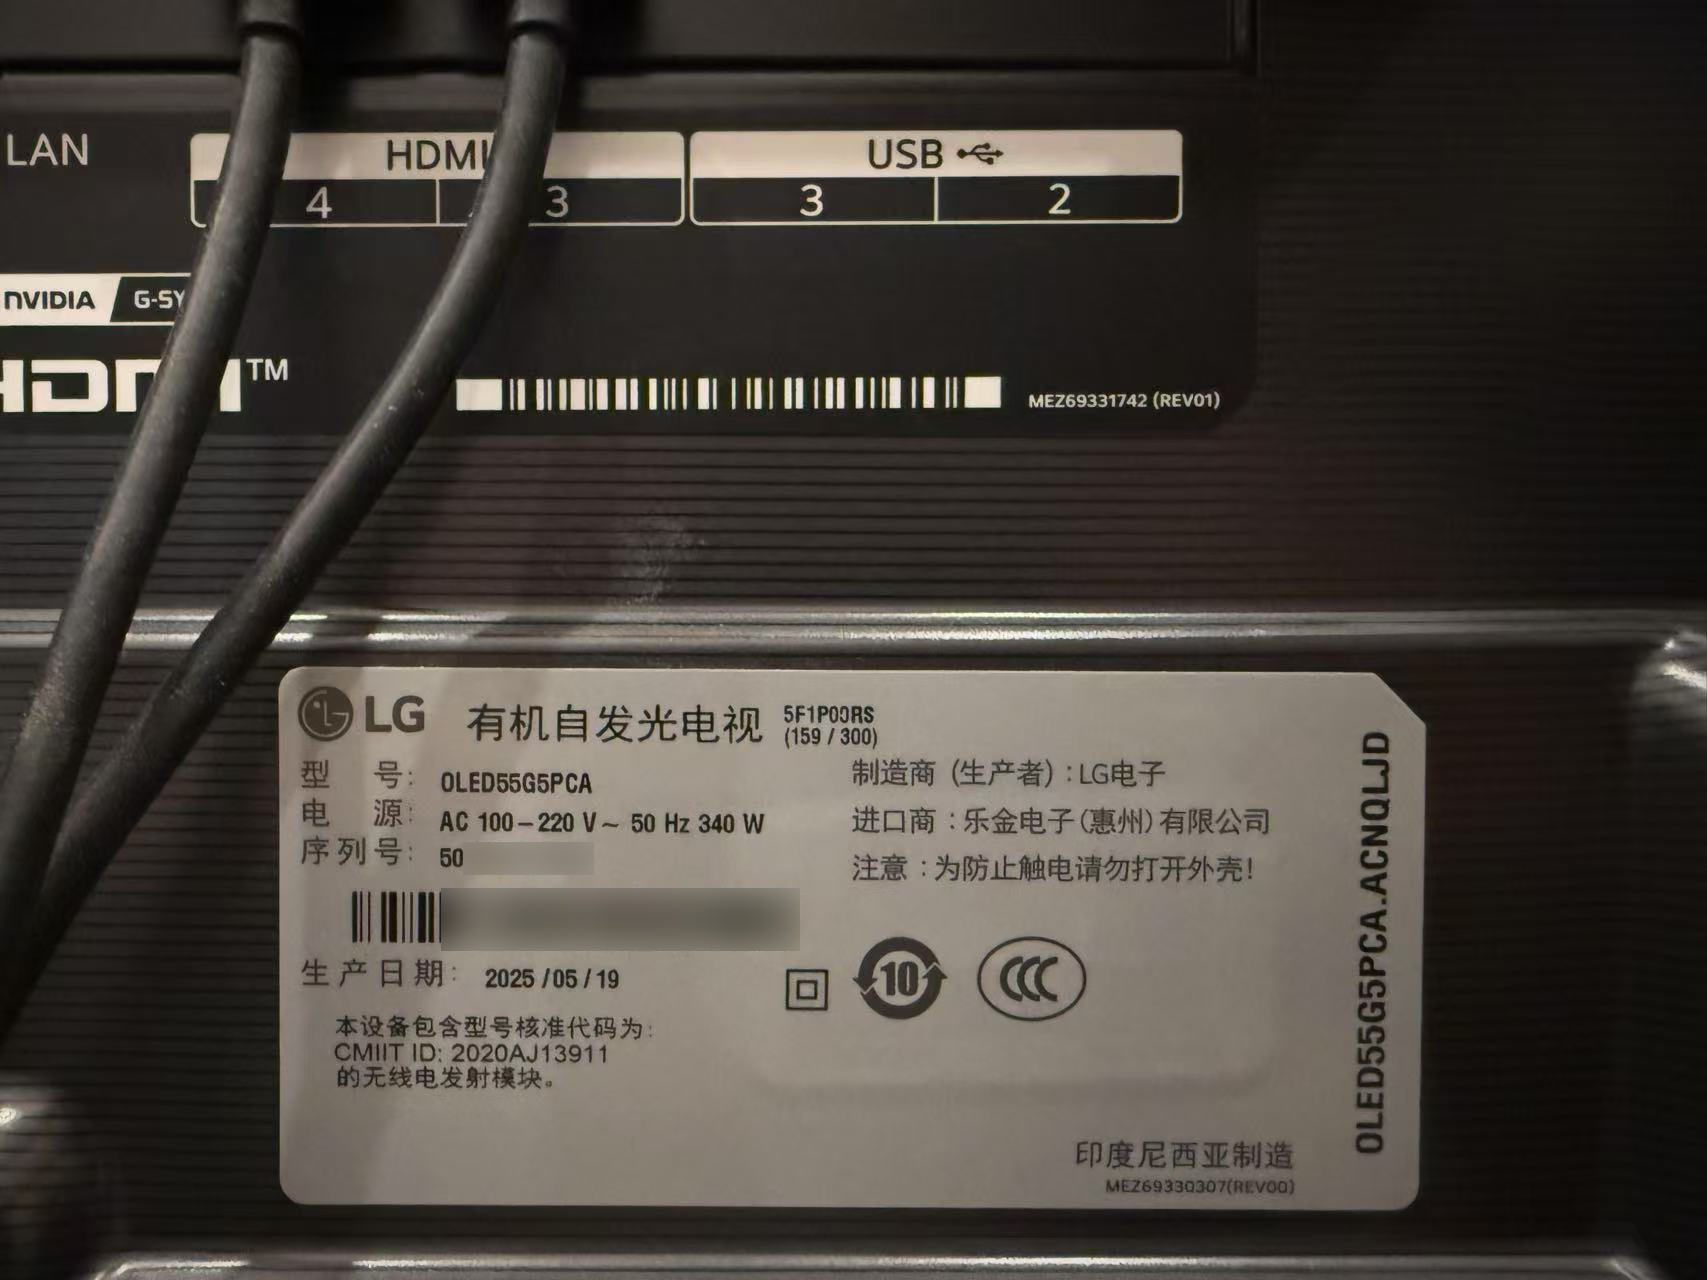 LAN
HDMI
USB
4
3
3
2
NVIDIA
G-SY
HDMI™
MEZ69331742 (REV01)
LG
有机自发光电视
5F1P00RS
(159 / 300)
型 号: OLED55G5PCA
电 源: AC 100-220 V~ 50 Hz 340 W
序列号: 50
生产日期: 2025/05/19
本设备包含型号核准代码为:
CMIIT ID: 2020AJ13911
的无线电发射模块。
制造商 (生产者) :LG电子
进口商 :乐金电子(惠州)有限公司
注意 :为防止触电请勿打开外壳!
10
CCC
印度尼西亚制造
MEZ69330307(REV00)
OLED55G5PCA.ACNQLJD